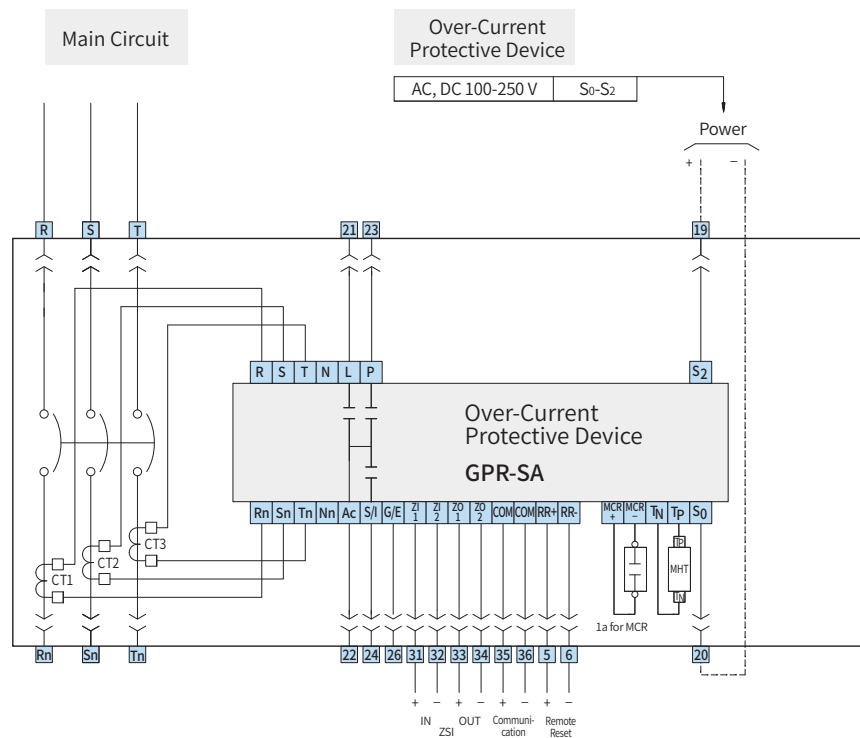 Main Circuit
Over-Current
Protective Device
AC, DC 100-250 V S0-S2
Power
+ −
R S T 21 23 19
R S T N L P S2
Over-Current
Protective Device
GPR-SA
Rn Sn Tn Nn Ac S/I G/E ZI 1 ZI 2 ZO 1 ZO 2 COM COM RR+ RR- MCR + MCR − TN TP S0
CT1 CT2 CT3
TP
MHT
TN
1a for MCR
Rn Sn Tn 22 24 26 31 32 33 34 35 36 5 6 20
+ − + − + − + −
IN OUT Communi- Remote
ZSI cation Reset